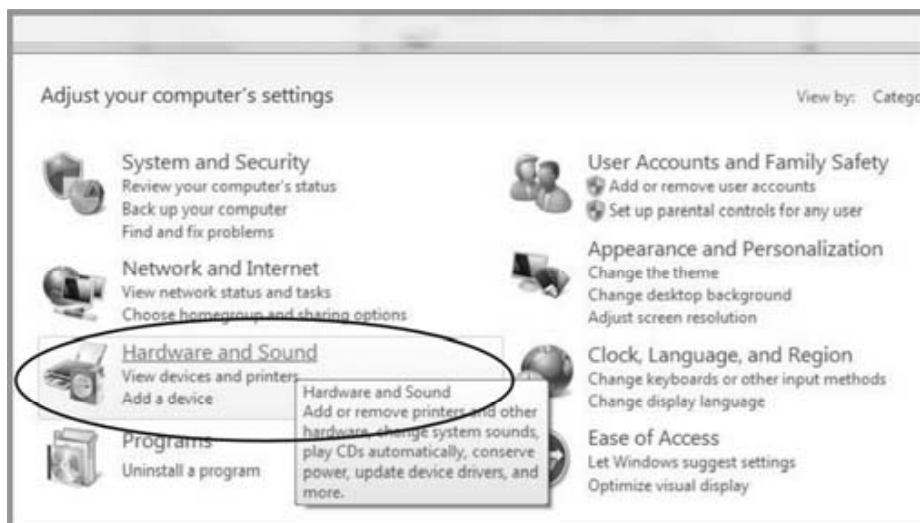 Adjust your computer's settings
View by:
System and Security
Review your computer's status
Back up your computer
Find and fix problems
Network and Internet
View network status and tasks
Choose homegroup and sharing options
Hardware and Sound
View devices and printers
Add a device
Hardware and Sound
Add or remove printers and other
hardware, change system sounds,
play CDs automatically, conserve
power, update device drivers, and
more.
Programs
Uninstall a program
User Accounts and Family Safety
Add or remove user accounts
Set up parental controls for any user
Appearance and Personalization
Change the theme
Change desktop background
Adjust screen resolution
Clock, Language, and Region
Change keyboards or other input methods
Change display language
Ease of Access
Let Windows suggest settings
Optimize visual display